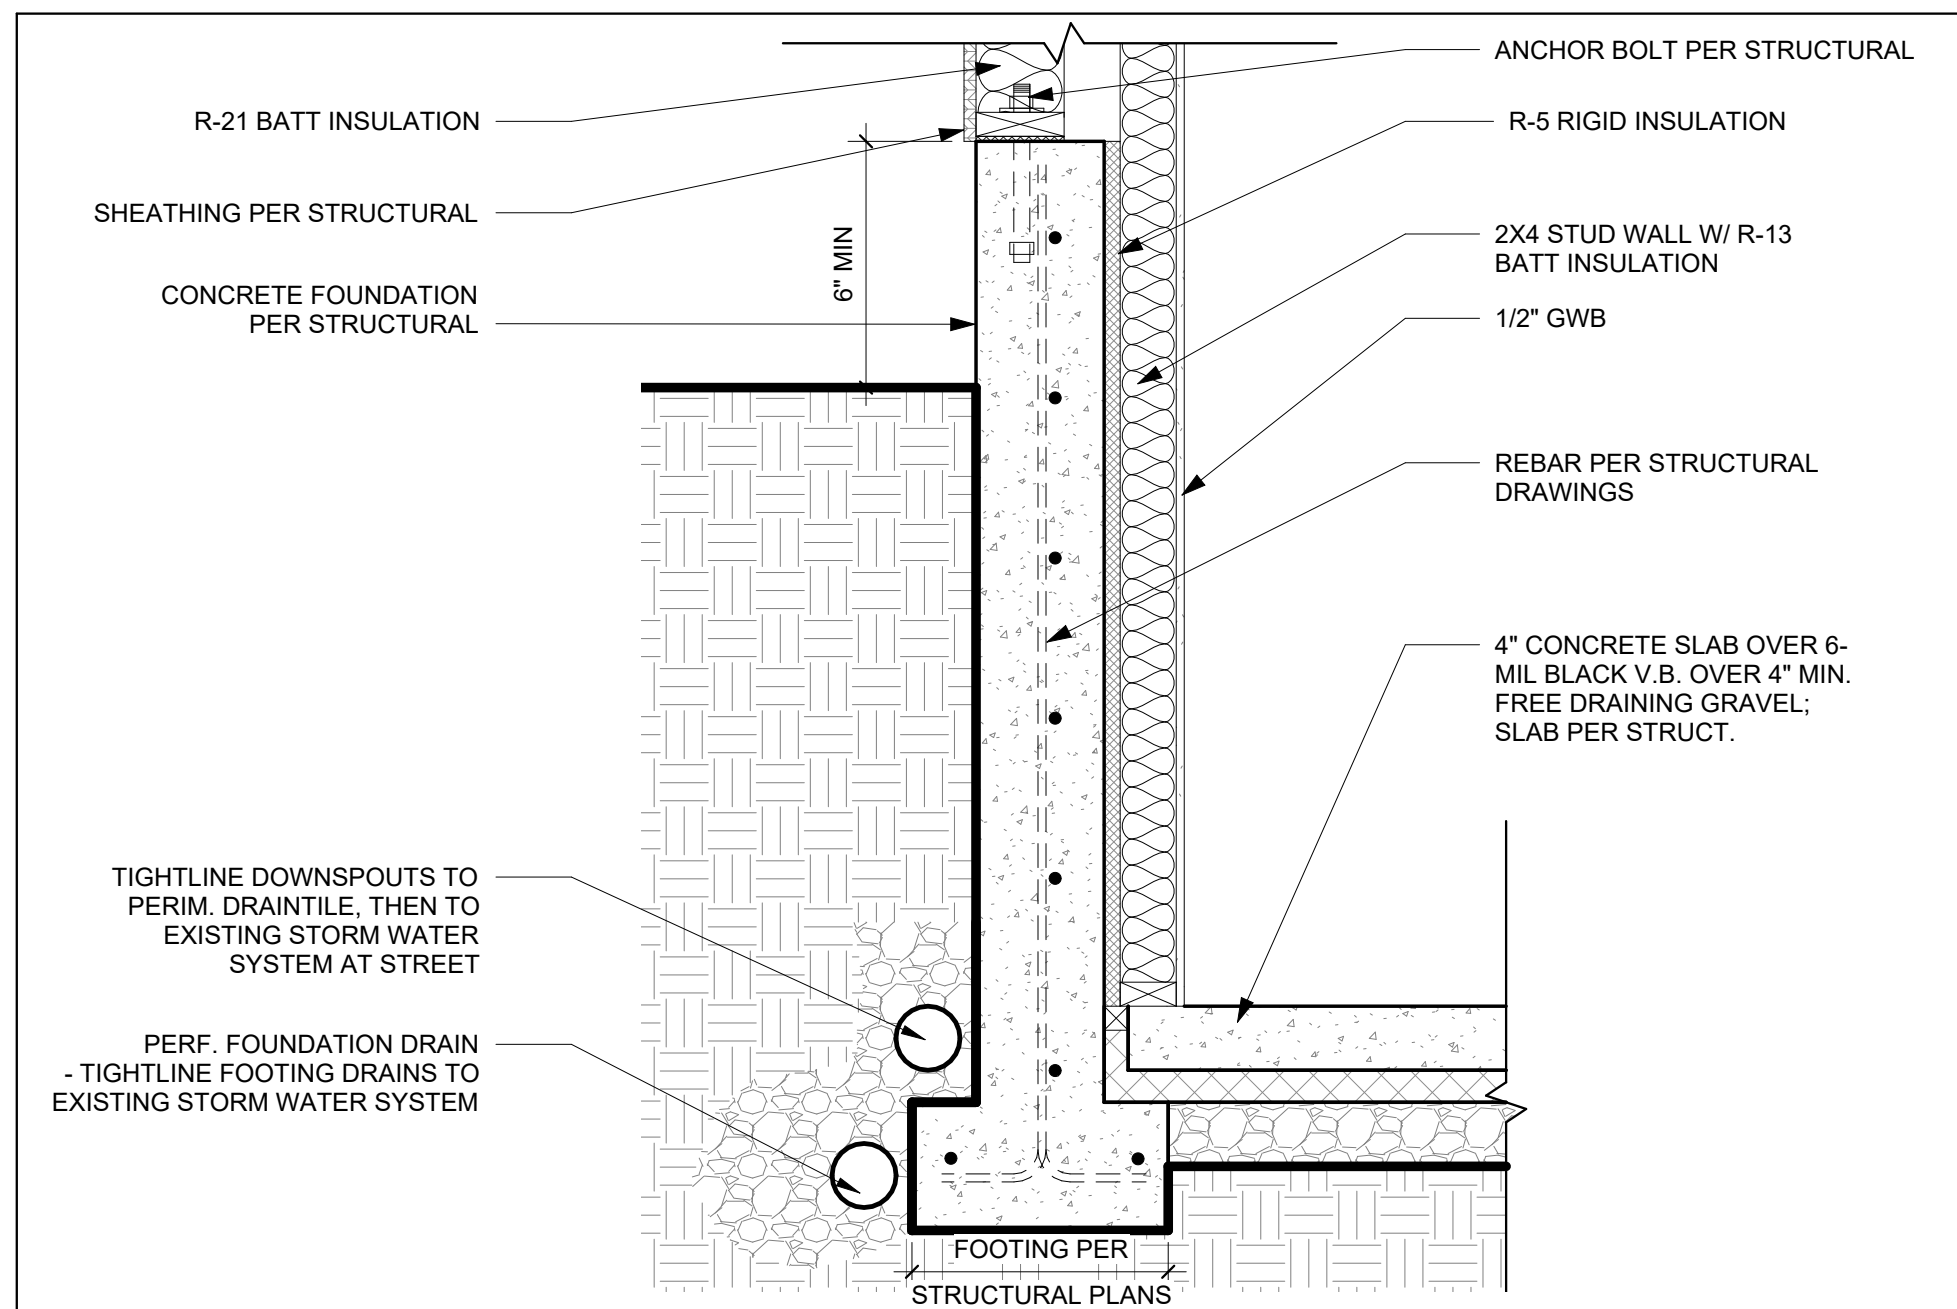 R-21 BATT INSULATION
SHEATHING PER STRUCTURAL
CONCRETE FOUNDATION
PER STRUCTURAL
6" MIN
TIGHTLINE DOWNSPOUTS TO
PERIM. DRAINTILE, THEN TO
EXISTING STORM WATER
SYSTEM AT STREET
PERF. FOUNDATION DRAIN
- TIGHTLINE FOOTING DRAINS TO
EXISTING STORM WATER SYSTEM
ANCHOR BOLT PER STRUCTURAL
R-5 RIGID INSULATION
2X4 STUD WALL W/ R-13
BATT INSULATION
1/2" GWB
REBAR PER STRUCTURAL
DRAWINGS
4" CONCRETE SLAB OVER 6-
MIL BLACK V.B. OVER 4" MIN.
FREE DRAINING GRAVEL;
SLAB PER STRUCT.
FOOTING PER
STRUCTURAL PLANS